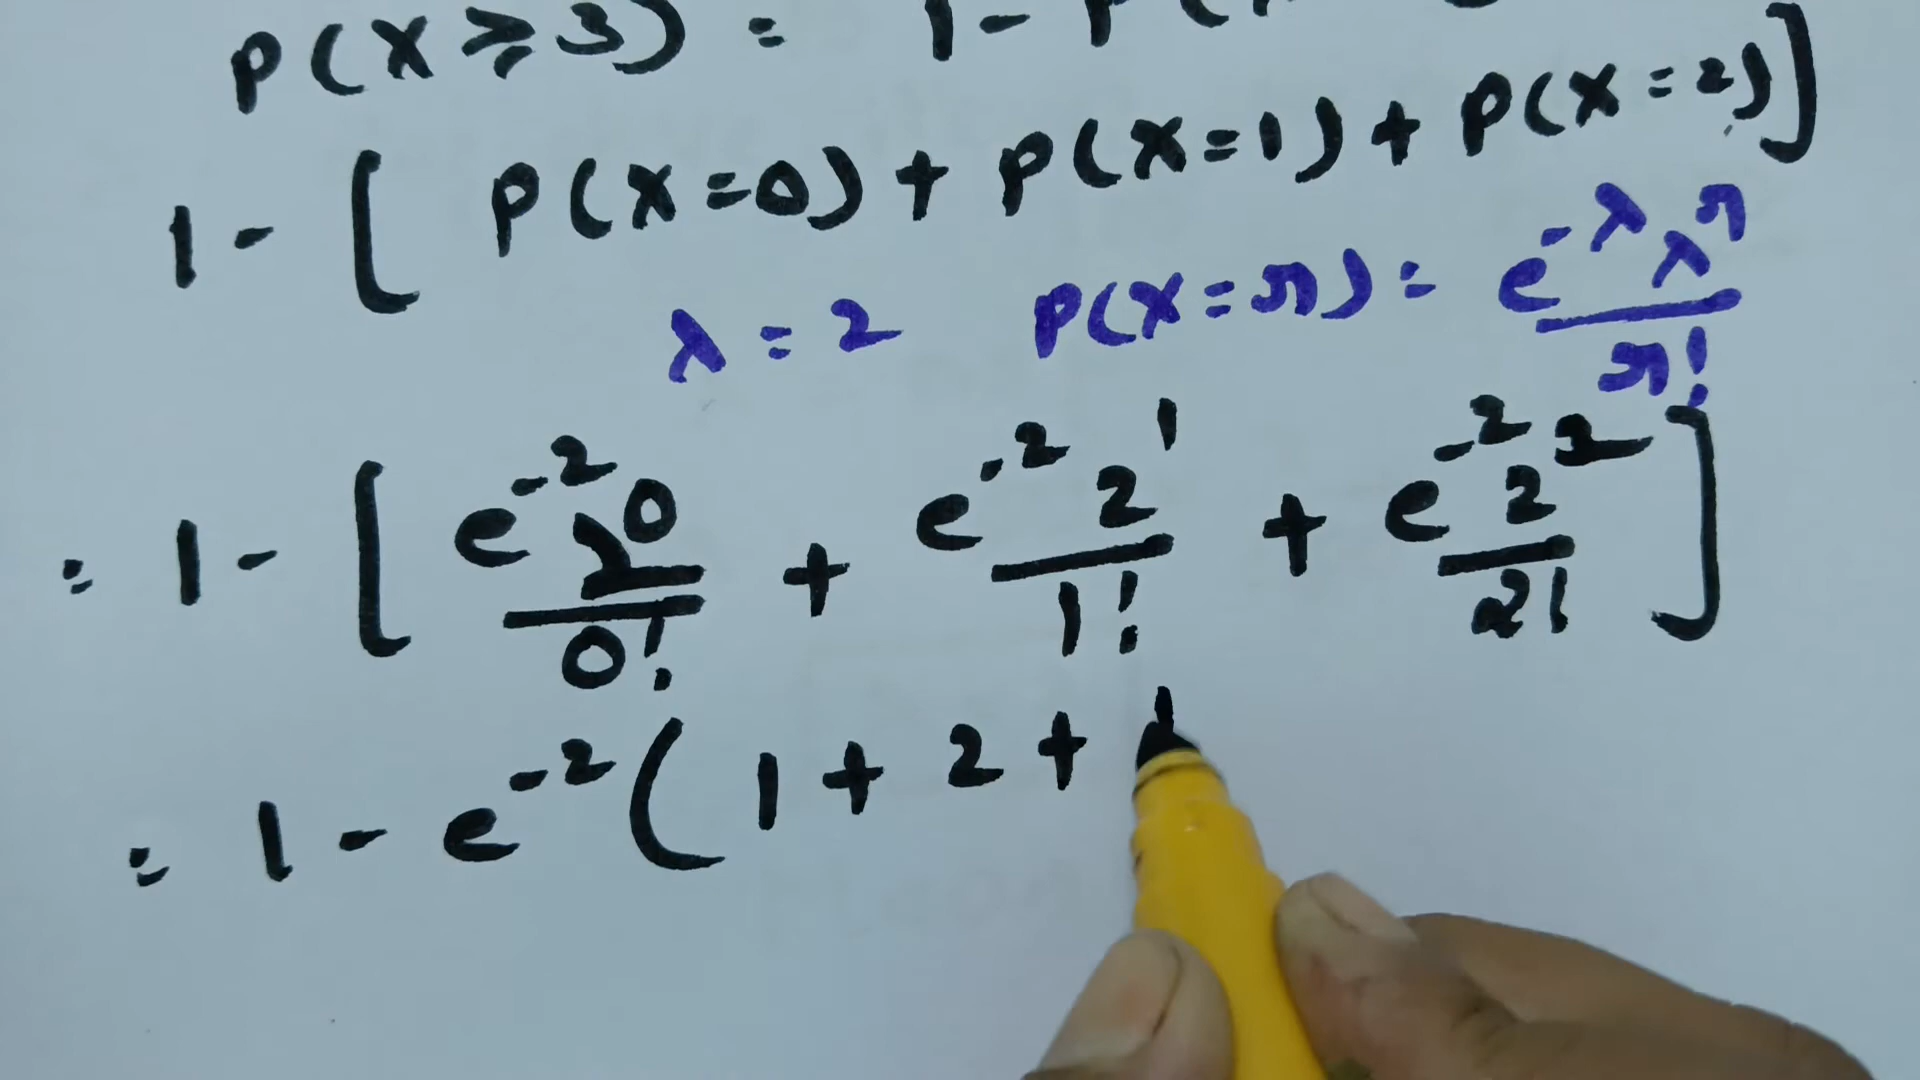 P(X ≥ 3) = 1 - P(X
1 - [ P(X=0) + P(X=1) + P(X=2) ]
λ = 2 P(X=r) = e^-λ λ^r / r!
= 1 - [ e^-2 2^0 / 0! + e^-2 2^1 / 1! + e^-2 2^2 / 2! ]
= 1 - e^-2 ( 1 + 2 +